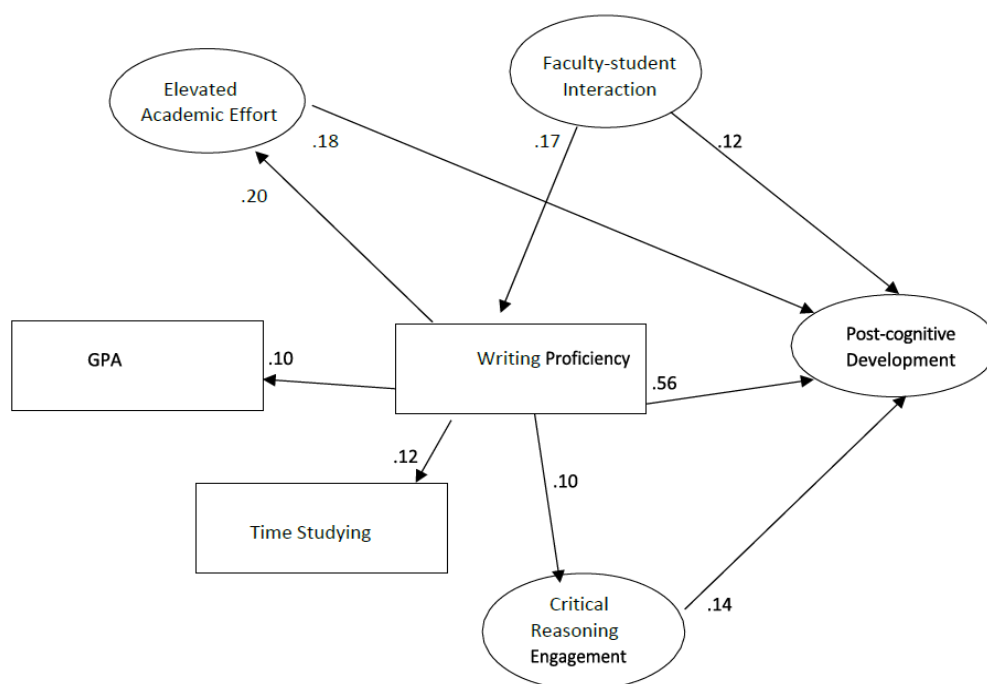 Faculty-student
Interaction
Elevated
Academic Effort
.18
.17
.12
.20
Post-cognitive
Development
GPA
.10
Writing Proficiency
.56
.12
.10
Time Studying
Critical
Reasoning
Engagement
.14